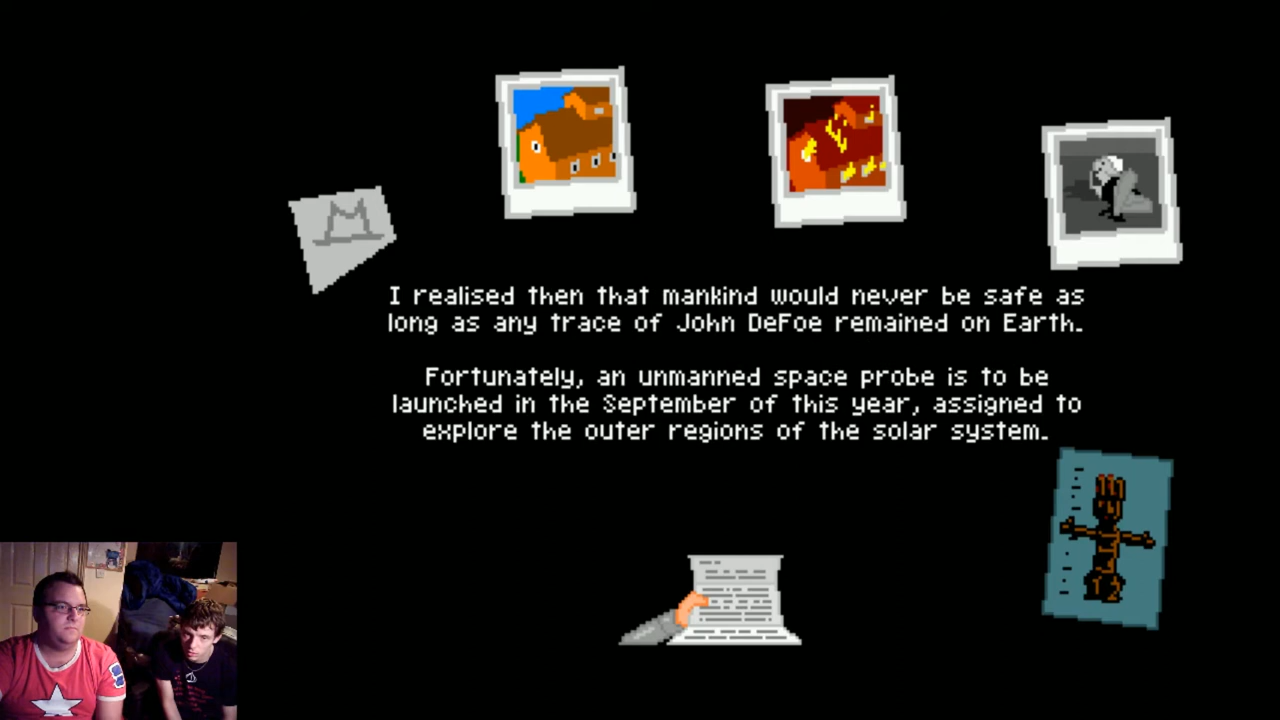 I realised then that mankind would never be safe as
long as any trace of John DeFoe remained on Earth.
Fortunately, an unmanned space probe is to be
launched in the September of this year, assigned to
explore the outer regions of the solar system.